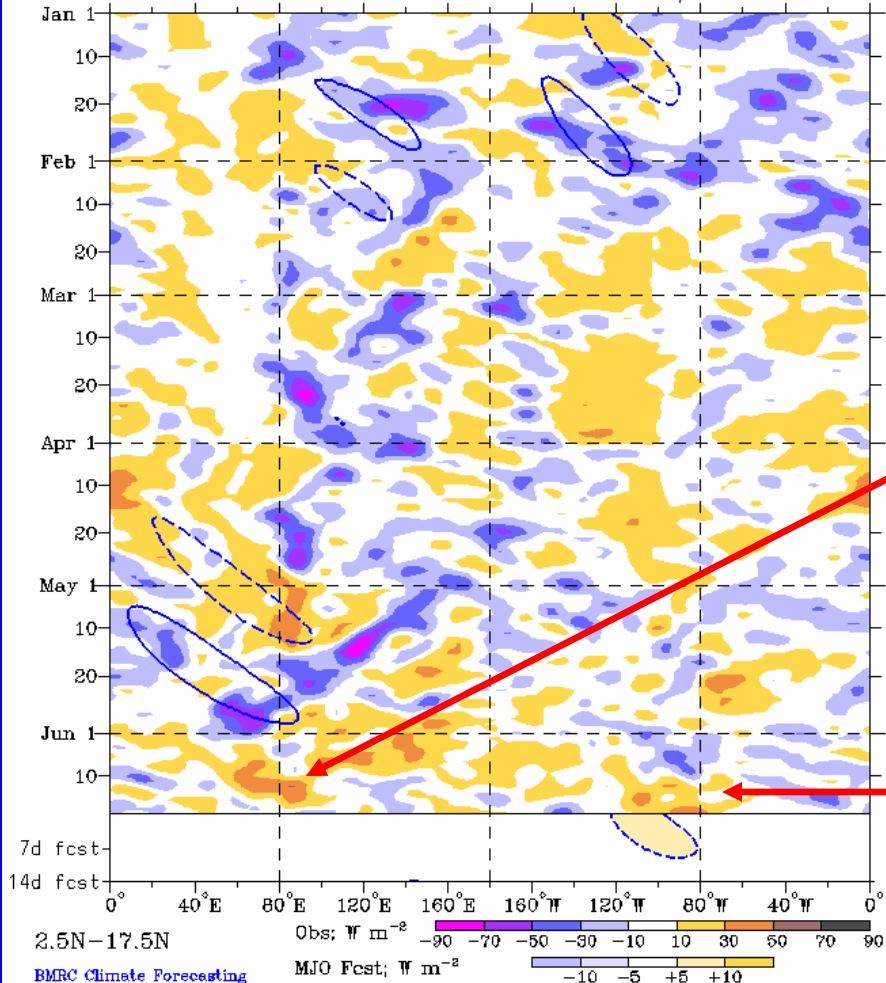 Jan 1
10
20
Feb 1
10
20
Mar 1
10
20
Apr 1
10
20
May 1
10
20
Jun 1
10
7d fcst
14d fcst
0° 40°E 80°E 120°E 160°E 160°W 120°W 80°W 40°W 0°
2.5N-17.5N
Obs; W m⁻² -90 -70 -50 -30 -10 10 30 50 70 90
MJO Fcst; W m⁻² -10 -5 +5 +10
BMRC Climate Forecasting